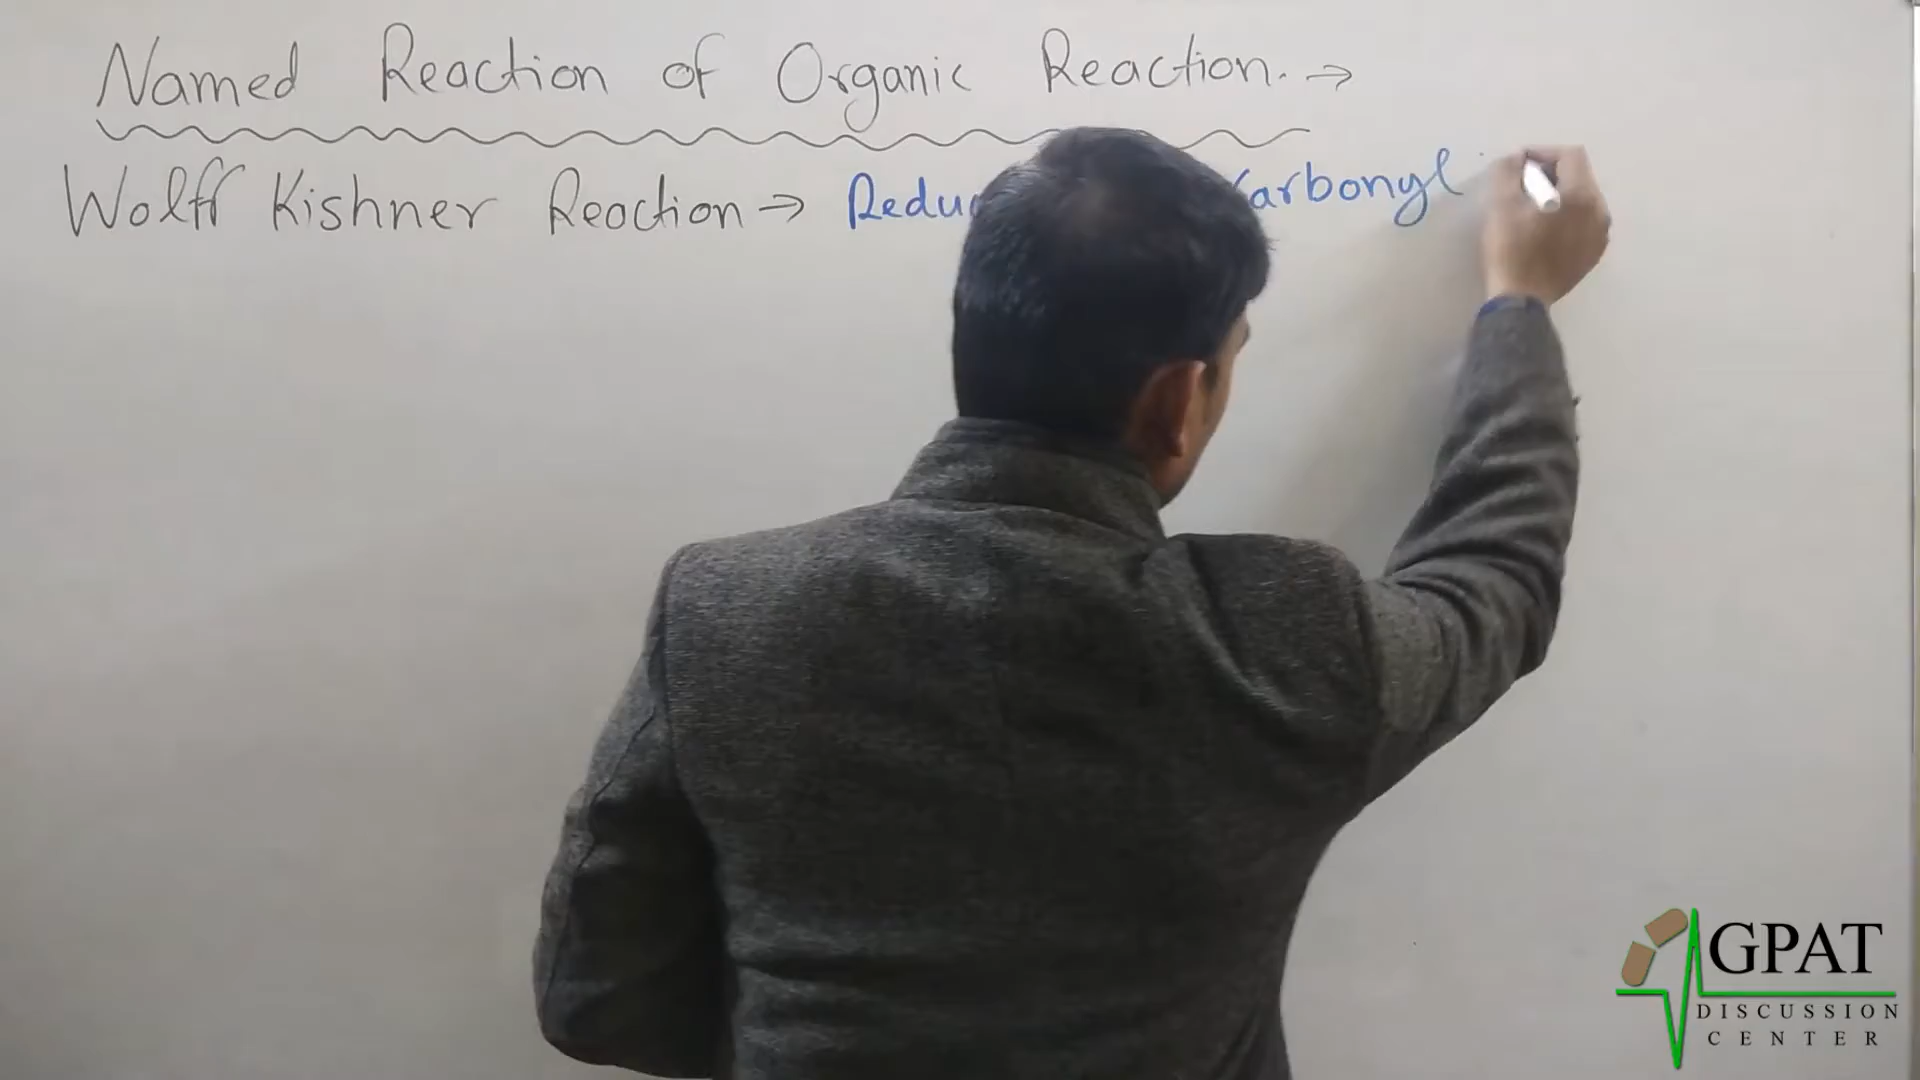 Named Reaction of Organic Reaction. →
Wolff Kishner Reaction → Redu arbonyl
GPAT
DISCUSSION
CENTER